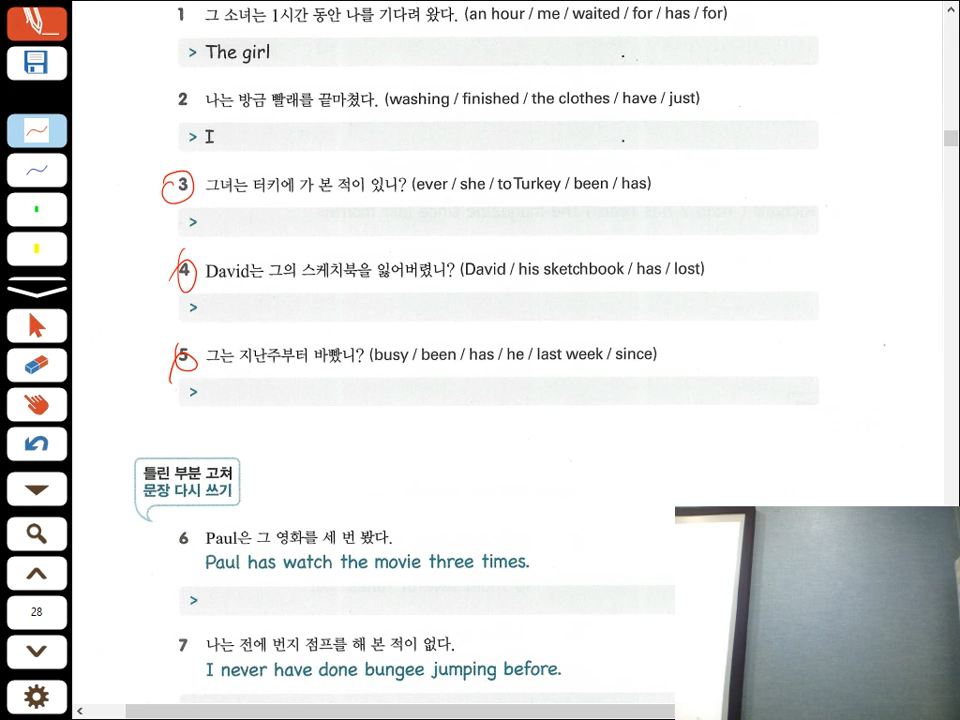 1 그 소녀는 1시간 동안 나를 기다려 왔다. (an hour / me / waited / for / has / for)
> The girl .
2 나는 방금 빨래를 끝마쳤다. (washing / finished / the clothes / have / just)
> I .
3 그녀는 터키에 가 본 적이 있니? (ever / she / to Turkey / been / has)
>
4 David는 그의 스케치북을 잃어버렸니? (David / his sketchbook / has / lost)
>
5 그는 지난주부터 바빴니? (busy / been / has / he / last week / since)
>
틀린 부분 고쳐
문장 다시 쓰기
6 Paul은 그 영화를 세 번 봤다.
Paul has watch the movie three times.
>
7 나는 전에 번지 점프를 해 본 적이 없다.
I never have done bungee jumping before.
28